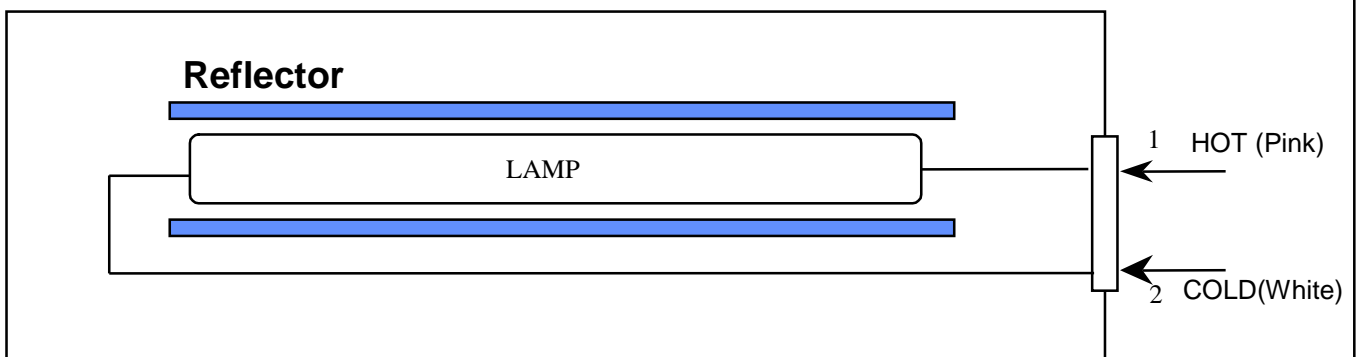 Reflector
LAMP
1
HOT (Pink)
2
COLD(White)